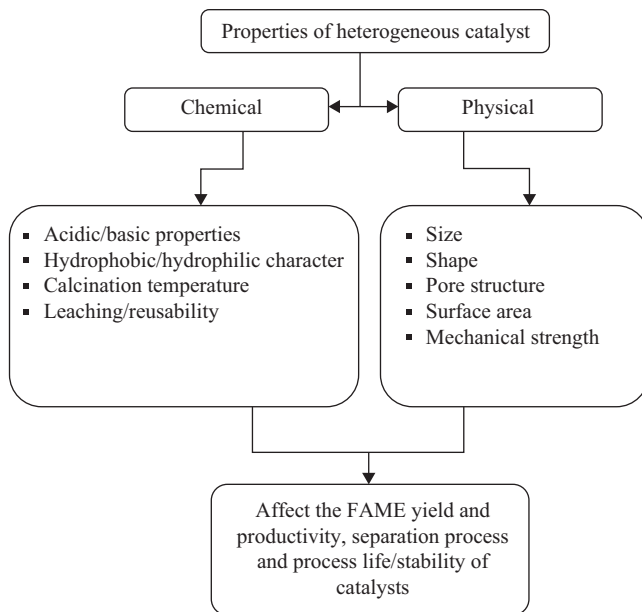 Properties of heterogeneous catalyst
Chemical
Physical
▪ Acidic/basic properties
▪ Hydrophobic/hydrophilic character
▪ Calcination temperature
▪ Leaching/reusability
▪ Size
▪ Shape
▪ Pore structure
▪ Surface area
▪ Mechanical strength
Affect the FAME yield and
productivity, separation process
and process life/stability of
catalysts